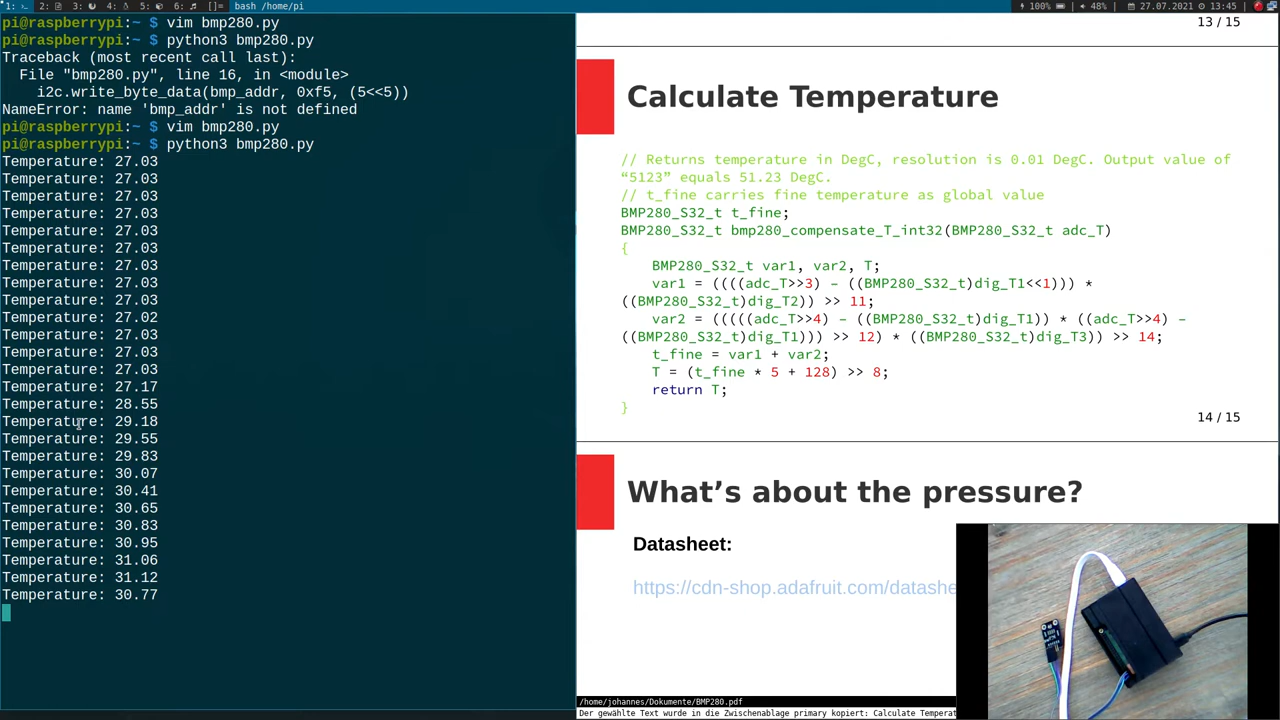 1: 2: 3: 4: 5: 6: []= bash /home/pi 100% 48% 27.07.2021 13:45
pi@raspberrypi:~ $ vim bmp280.py
pi@raspberrypi:~ $ python3 bmp280.py
Traceback (most recent call last):
File "bmp280.py", line 16, in <module>
i2c.write_byte_data(bmp_addr, 0xf5, (5<<5))
NameError: name 'bmp_addr' is not defined
pi@raspberrypi:~ $ vim bmp280.py
pi@raspberrypi:~ $ python3 bmp280.py
Temperature: 27.03
Temperature: 27.03
Temperature: 27.03
Temperature: 27.03
Temperature: 27.03
Temperature: 27.03
Temperature: 27.03
Temperature: 27.03
Temperature: 27.03
Temperature: 27.02
Temperature: 27.03
Temperature: 27.03
Temperature: 27.03
Temperature: 27.17
Temperature: 28.55
Temperature: 29.18
Temperature: 29.55
Temperature: 29.83
Temperature: 30.07
Temperature: 30.41
Temperature: 30.65
Temperature: 30.83
Temperature: 30.95
Temperature: 31.06
Temperature: 31.12
Temperature: 30.77
13 / 15
Calculate Temperature
// Returns temperature in DegC, resolution is 0.01 DegC. Output value of
“5123” equals 51.23 DegC.
// t_fine carries fine temperature as global value
BMP280_S32_t t_fine;
BMP280_S32_t bmp280_compensate_T_int32(BMP280_S32_t adc_T)
{
BMP280_S32_t var1, var2, T;
var1 = ((((adc_T>>3) – ((BMP280_S32_t)dig_T1<<1))) *
((BMP280_S32_t)dig_T2)) >> 11;
var2 = (((((adc_T>>4) – ((BMP280_S32_t)dig_T1)) * ((adc_T>>4) –
((BMP280_S32_t)dig_T1))) >> 12) * ((BMP280_S32_t)dig_T3)) >> 14;
t_fine = var1 + var2;
T = (t_fine * 5 + 128) >> 8;
return T;
}
14 / 15
What’s about the pressure?
Datasheet:
https://cdn-shop.adafruit.com/datashe
/home/johannes/Dokumente/BMP280.pdf
Der gewählte Text wurde in die Zwischenablage primary kopiert: Calculate Temperat